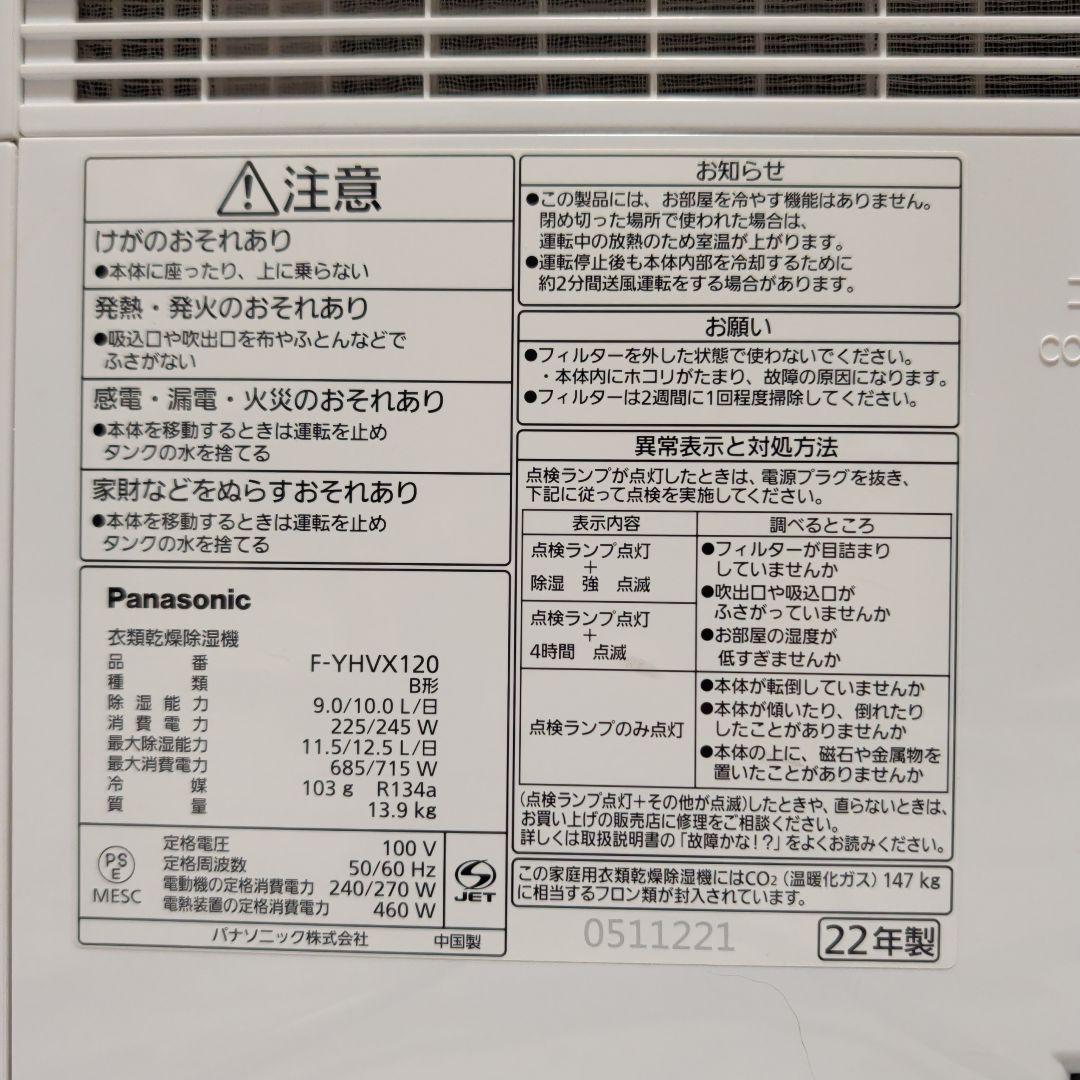 注意
けがのおそれあり
●本体に座ったり、上に乗らない
発熱・発火のおそれあり
●吸込口や吹出口を布やふとんなどで
ふさがない
感電・漏電・火災のおそれあり
●本体を移動するときは運転を止め
タンクの水を捨てる
家財などをぬらすおそれあり
●本体を移動するときは運転を止め
タンクの水を捨てる
Panasonic
衣類乾燥除湿機
品番 F-YHVX120
種類 B形
除湿能力 9.0/10.0 L/日
消費電力 225/245 W
最大除湿能力 11.5/12.5 L/日
最大消費電力 685/715 W
冷媒 103 g R134a
質量 13.9 kg
PSE
MESC
定格電圧 100 V
定格周波数 50/60 Hz
電動機の定格消費電力 240/270 W
電熱装置の定格消費電力 460 W
JET
パナソニック株式会社 中国製
お知らせ
●この製品には、お部屋を冷やす機能はありません。
閉め切った場所で使われた場合は、
運転中の放熱のため室温が上がります。
●運転停止後も本体内部を冷却するために
約2分間送風運転をする場合があります。
お願い
●フィルターを外した状態で使わないでください。
・本体内にホコリがたまり、故障の原因になります。
●フィルターは2週間に1回程度掃除してください。
異常表示と対処方法
点検ランプが点灯したときは、電源プラグを抜き、
下記に従って点検を実施してください。
表示内容 調べるところ
点検ランプ点灯
+
除湿 強 点滅
点検ランプ点灯
+
4時間 点滅
●フィルターが目詰まり
していませんか
●吹出口や吸込口が
ふさがっていませんか
●お部屋の湿度が
低すぎませんか
点検ランプのみ点灯
●本体が転倒していませんか
●本体が傾いたり、倒れたり
したことがありませんか
●本体の上に、磁石や金属物を
置いたことがありませんか
(点検ランプ点灯+その他が点滅)したときや、直らないときは、
お買い上げの販売店に修理をご相談ください。
詳しくは取扱説明書の「故障かな!?」をよくお読みください。
この家庭用衣類乾燥除湿機にはCO₂(温暖化ガス)147 kg
に相当するフロン類が封入されています。
0511221
22年製